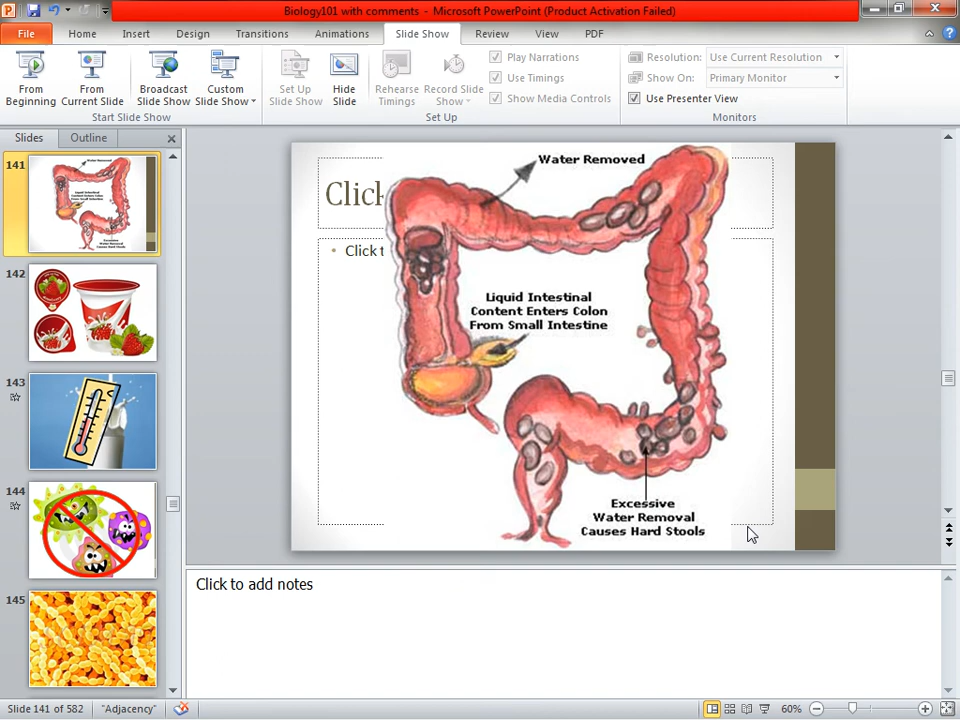 Biology101 with comments - Microsoft PowerPoint (Product Activation Failed)
File Home Insert Design Transitions Animations Slide Show Review View PDF
From Beginning
From Current Slide
Broadcast Slide Show
Custom Slide Show
Start Slide Show
Set Up Slide Show
Hide Slide
Rehearse Timings
Record Slide Show
Play Narrations
Use Timings
Show Media Controls
Set Up
Resolution: Use Current Resolution
Show On: Primary Monitor
Use Presenter View
Monitors
Slides Outline
141
142
143
144
145
Click
Click t
Water Removed
Liquid Intestinal
Content Enters Colon
From Small Intestine
Excessive
Water Removal
Causes Hard Stools
Click to add notes
Slide 141 of 582 "Adjacency" 60%